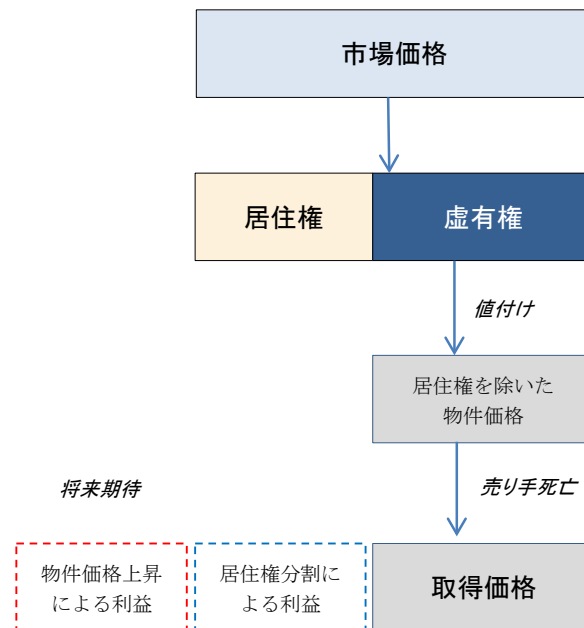 市場価格
居住権
虚有権
値付け
居住権を除いた
物件価格
将来期待
売り手死亡
物件価格上昇
による利益
居住権分割に
よる利益
取得価格